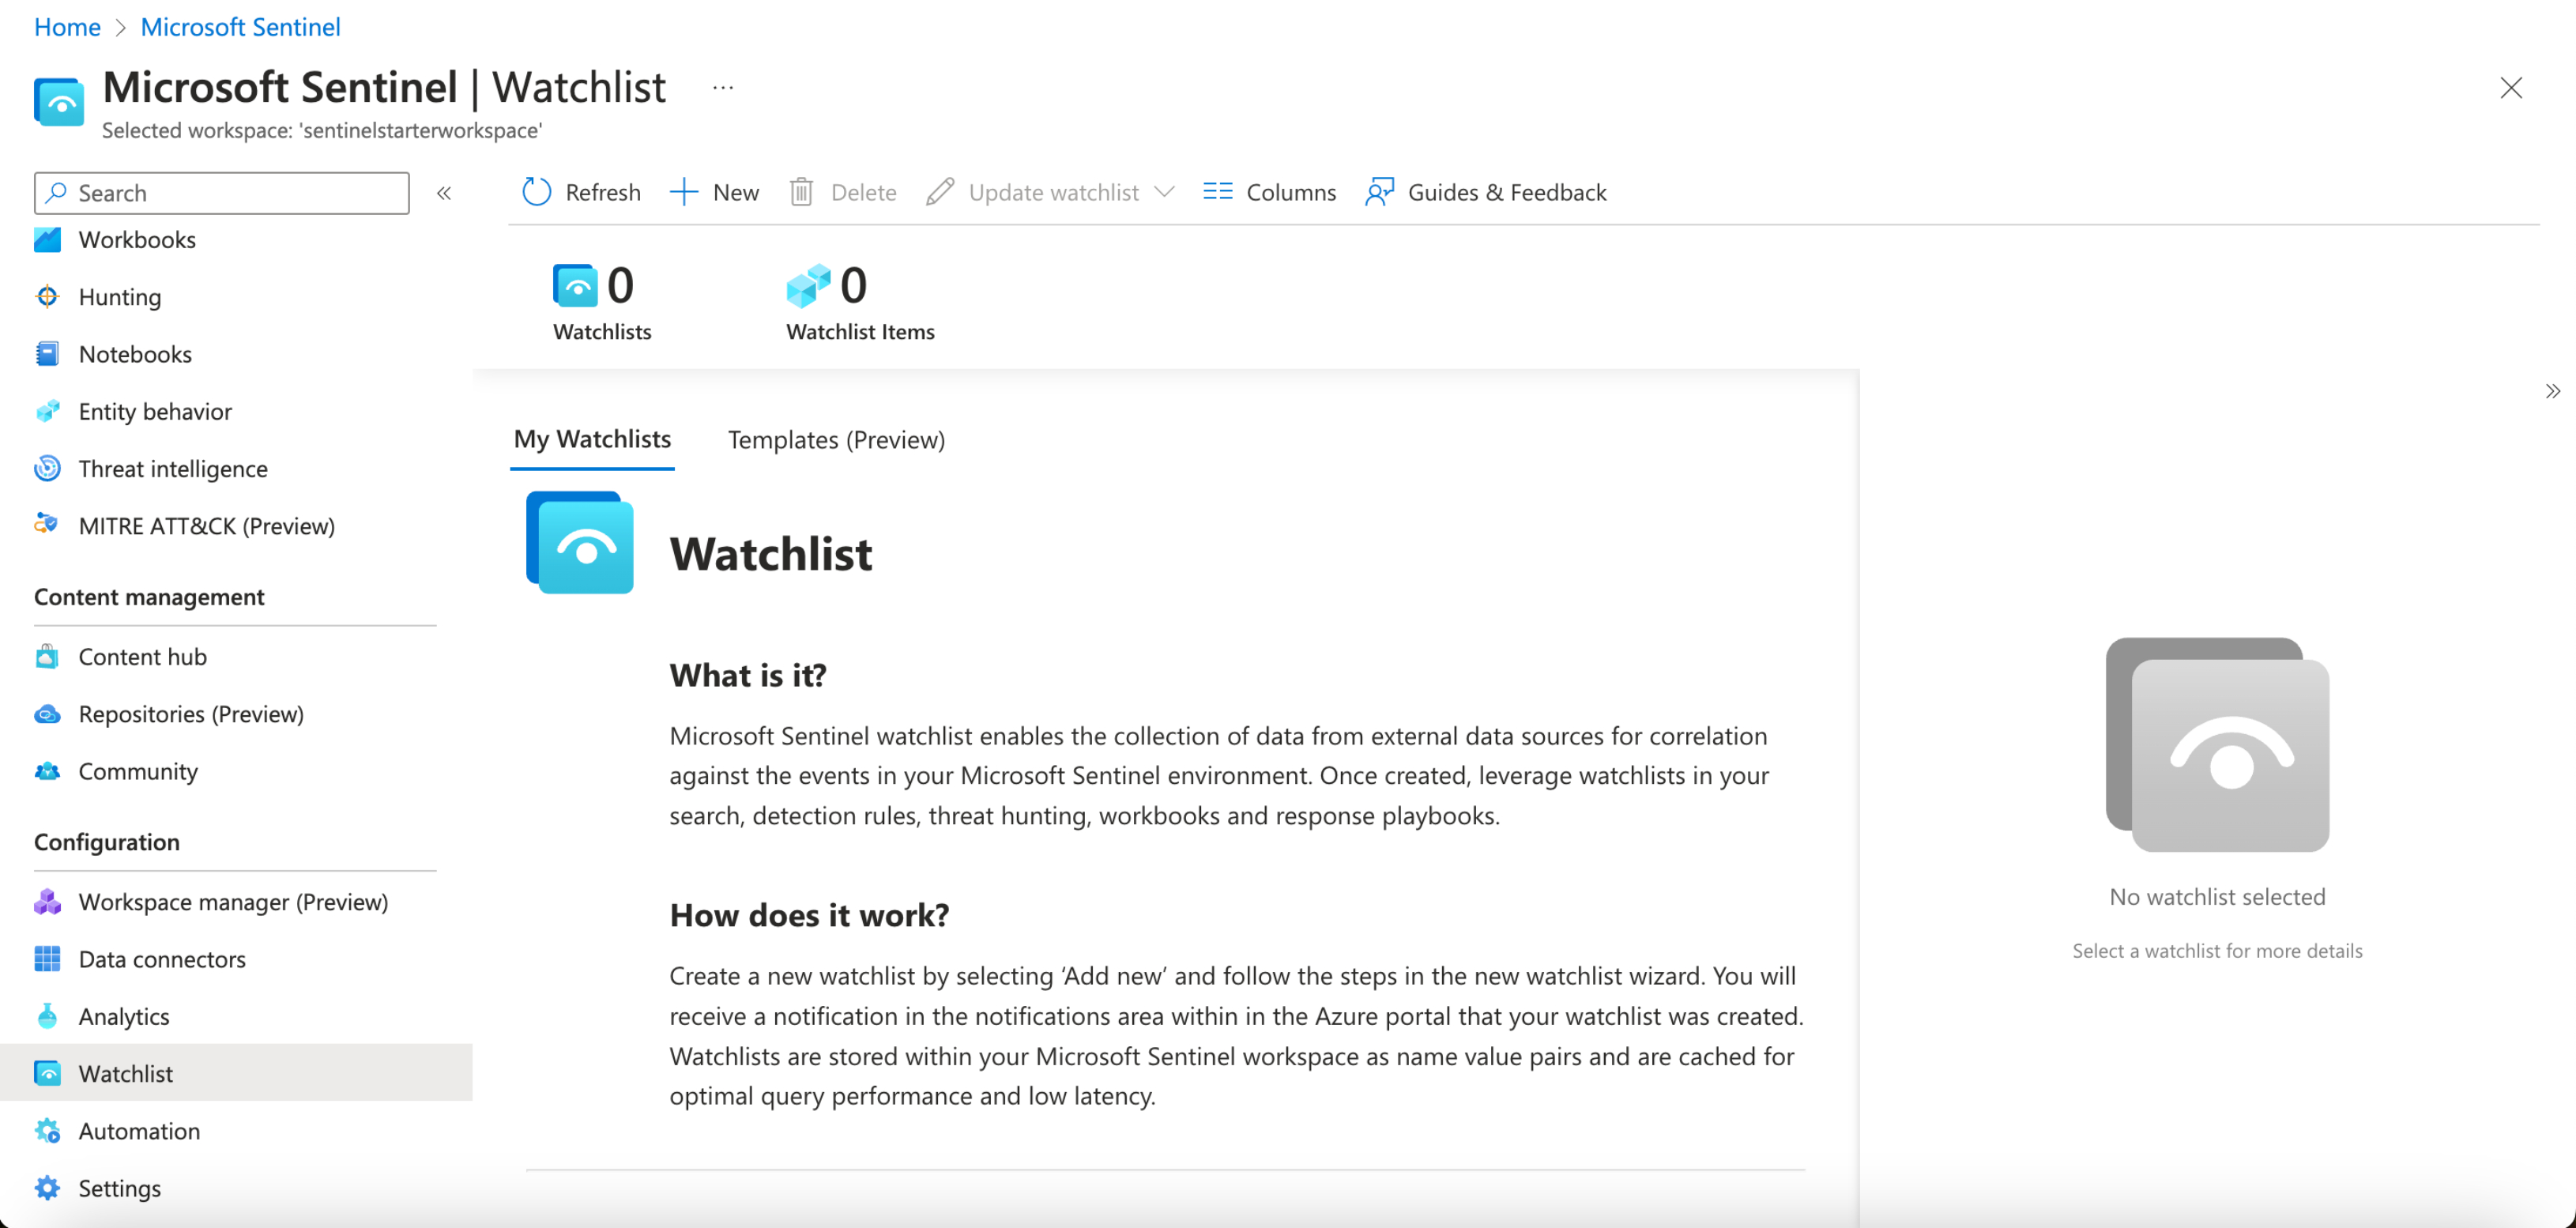 Home > Microsoft Sentinel
Microsoft Sentinel | Watchlist ...
Selected workspace: 'sentinelstarterworkspace'
Search
Refresh
New
Delete
Update watchlist
Columns
Guides & Feedback
Workbooks
Hunting
Notebooks
Entity behavior
Threat intelligence
MITRE ATT&CK (Preview)
Content management
Content hub
Repositories (Preview)
Community
Configuration
Workspace manager (Preview)
Data connectors
Analytics
Watchlist
Automation
Settings
0
Watchlists
0
Watchlist Items
My Watchlists
Templates (Preview)
Watchlist
What is it?
Microsoft Sentinel watchlist enables the collection of data from external data sources for correlation
against the events in your Microsoft Sentinel environment. Once created, leverage watchlists in your
search, detection rules, threat hunting, workbooks and response playbooks.
How does it work?
Create a new watchlist by selecting ‘Add new’ and follow the steps in the new watchlist wizard. You will
receive a notification in the notifications area within in the Azure portal that your watchlist was created.
Watchlists are stored within your Microsoft Sentinel workspace as name value pairs and are cached for
optimal query performance and low latency.
No watchlist selected
Select a watchlist for more details